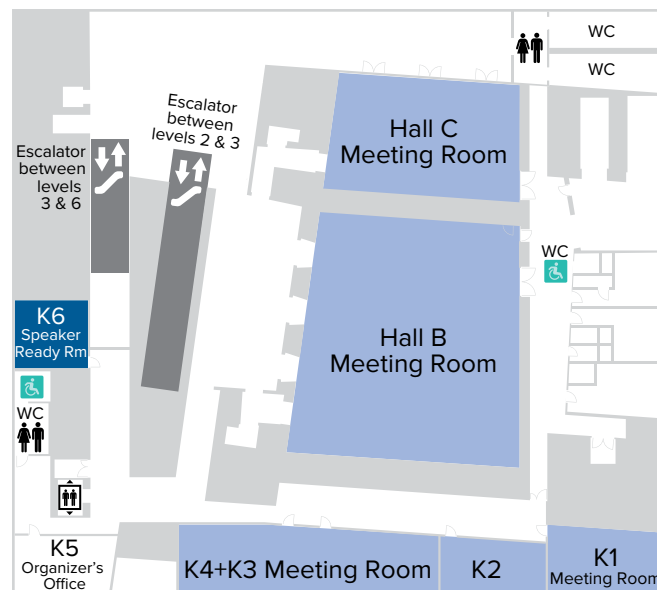 WC
WC
Hall C
Meeting Room
Escalator
between
levels 2 & 3
Escalator
between
levels
3 & 6
WC
K6
Speaker
Ready Rm
Hall B
Meeting Room
WC
K5
Organizer's
Office
K4+K3 Meeting Room
K2
K1
Meeting Room